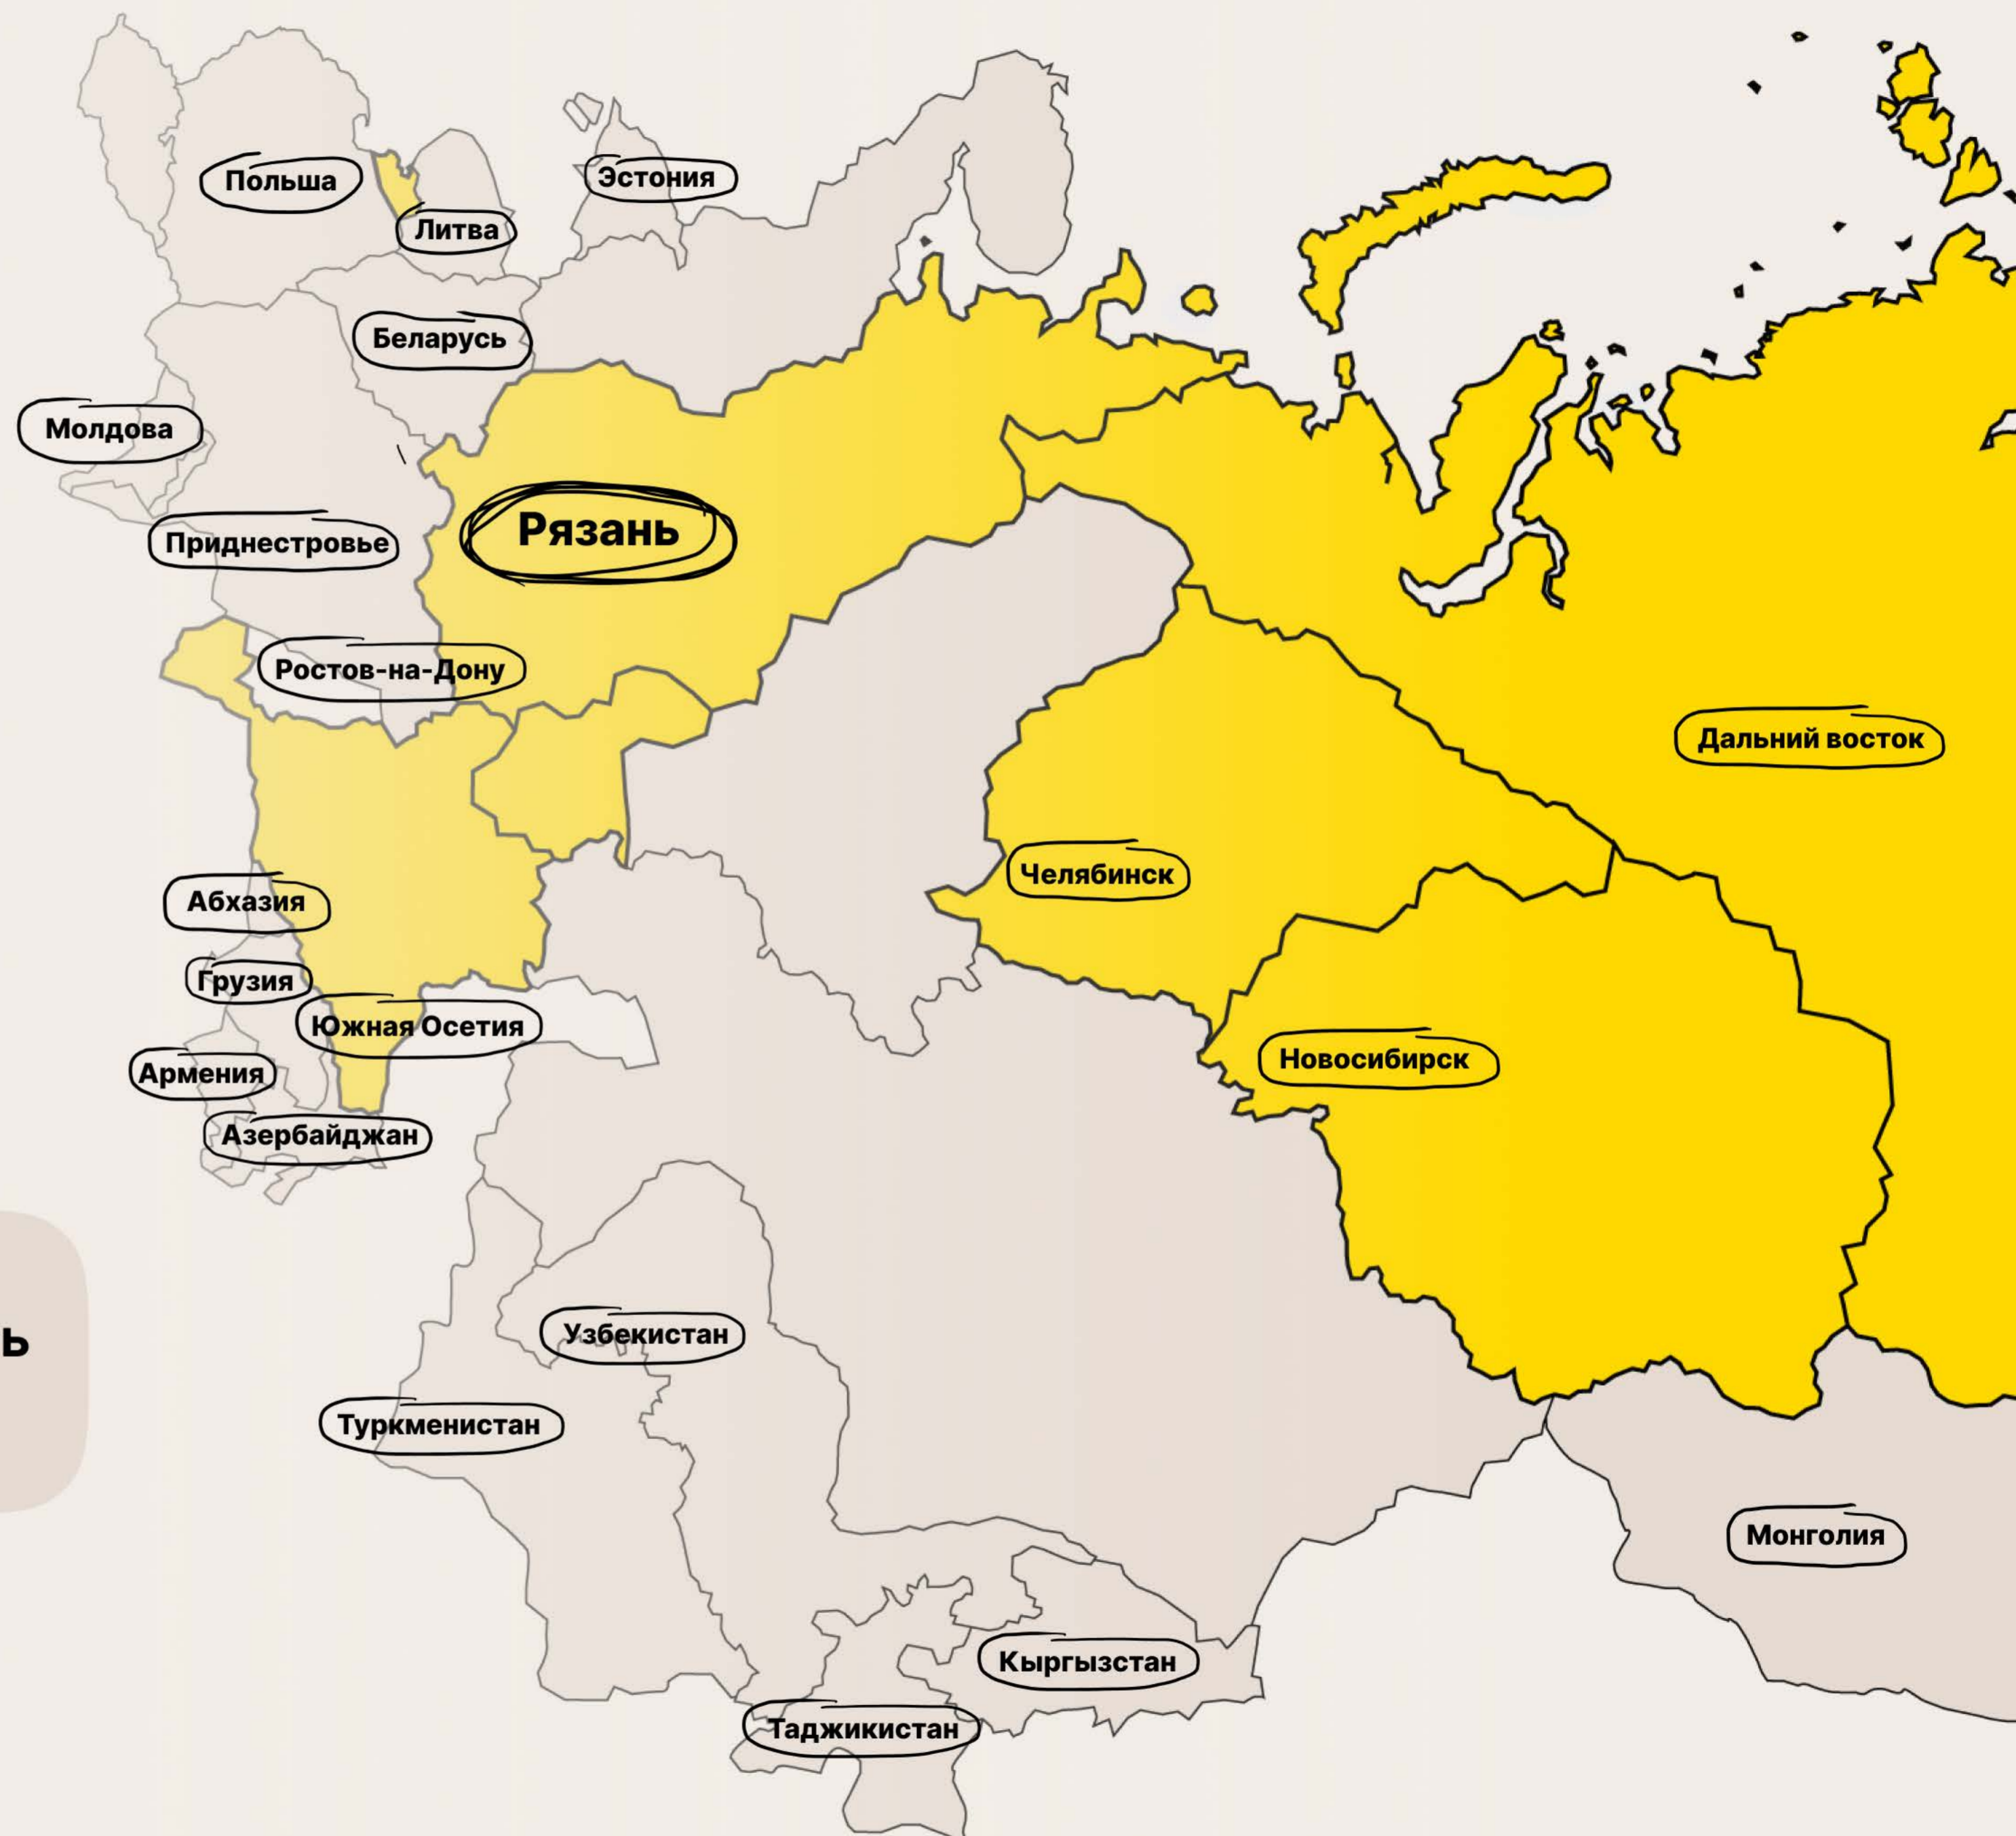 Польша
Эстония
Литва
Беларусь
Молдова
Рязань
Приднестровье
Ростов-на-Дону
Дальний восток
Челябинск
Абхазия
Грузия
Южная Осетия
Новосибирск
Армения
Азербайджан
ь
Узбекистан
Туркменистан
Монголия
Кыргызстан
Таджикистан